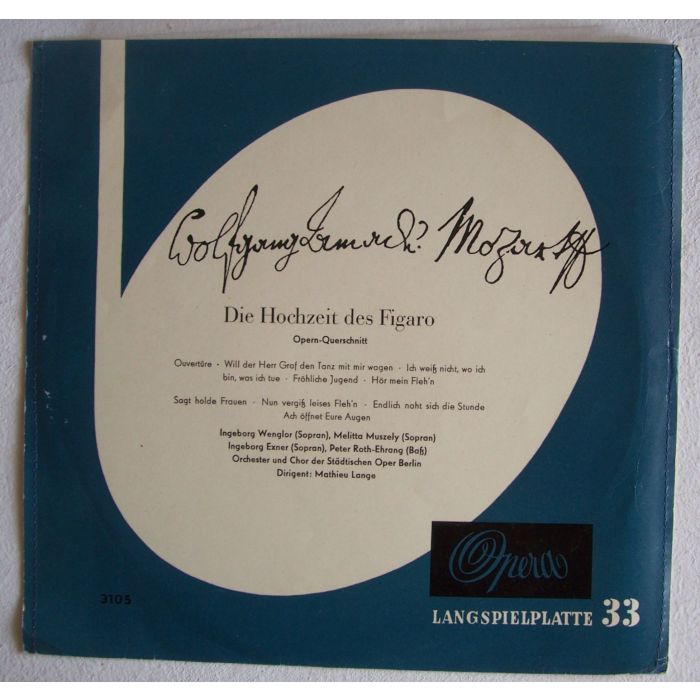 Wolfgang Amadé Mozart
Die Hochzeit des Figaro
Opern-Querschnitt
Ouvertüre · Will der Herr Graf den Tanz mit mir wagen · Ich weiß nicht, wo ich
bin, was ich tue · Fröhliche Jugend · Hör mein Fleh'n
Sagt holde Frauen · Nun vergiß leises Fleh'n · Endlich naht sich die Stunde
Ach öffnet Eure Augen
Ingeborg Wenglor (Sopran), Melitta Muszely (Sopran)
Ingeborg Exner (Sopran), Peter Roth-Ehrang (Baß)
Orchester und Chor der Städtischen Oper Berlin
Dirigent: Mathieu Lange
Opera
3105
LANGSPIELPLATTE 33